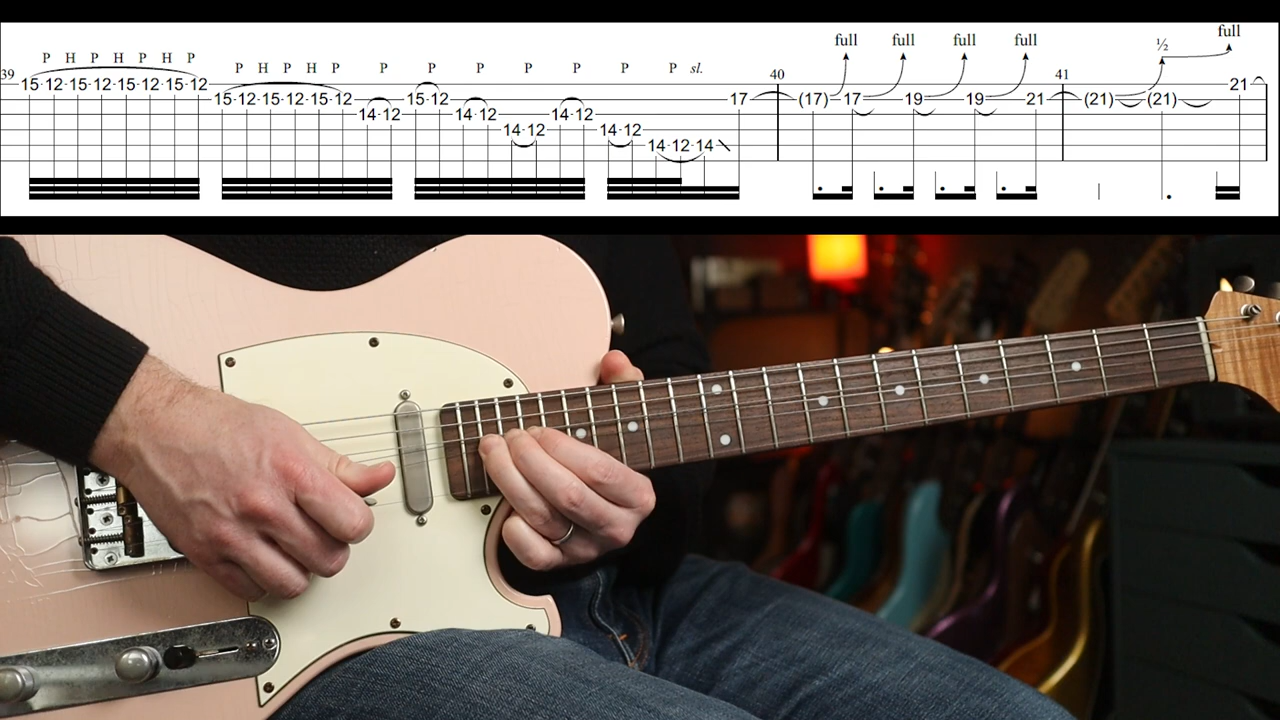 full full full full ½ full
P H P H P H P P H P H P P P P P P P P sl.
39 40 41
15 12 15 12 15 12 15 12 21
15 12 15 12 15 12 15 12 17 (17) 17 19 19 21 (21) (21)
14 12 14 12 14 12
14 12 14 12
14 12 14